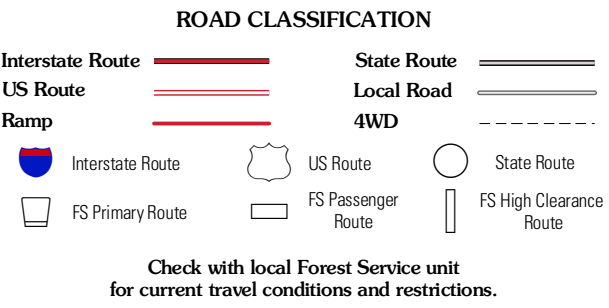 ROAD CLASSIFICATION
Interstate Route
State Route
US Route
Local Road
Ramp
4WD
Interstate Route
US Route
State Route
FS Primary Route
FS Passenger
Route
FS High Clearance
Route
Check with local Forest Service unit
for current travel conditions and restrictions.